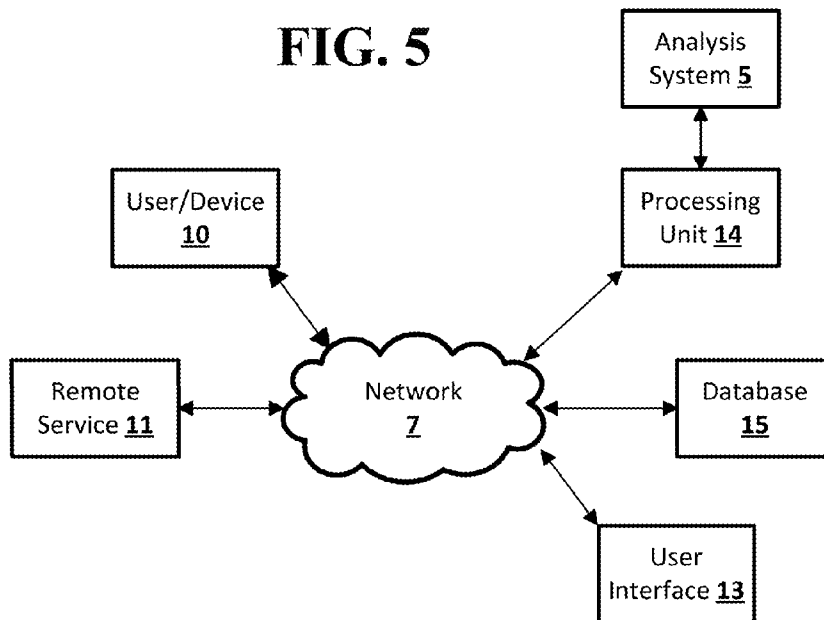 FIG. 5
Analysis
System 5
User/Device
10
Processing
Unit 14
Remote
Service 11
Network
7
Database
15
User
Interface 13